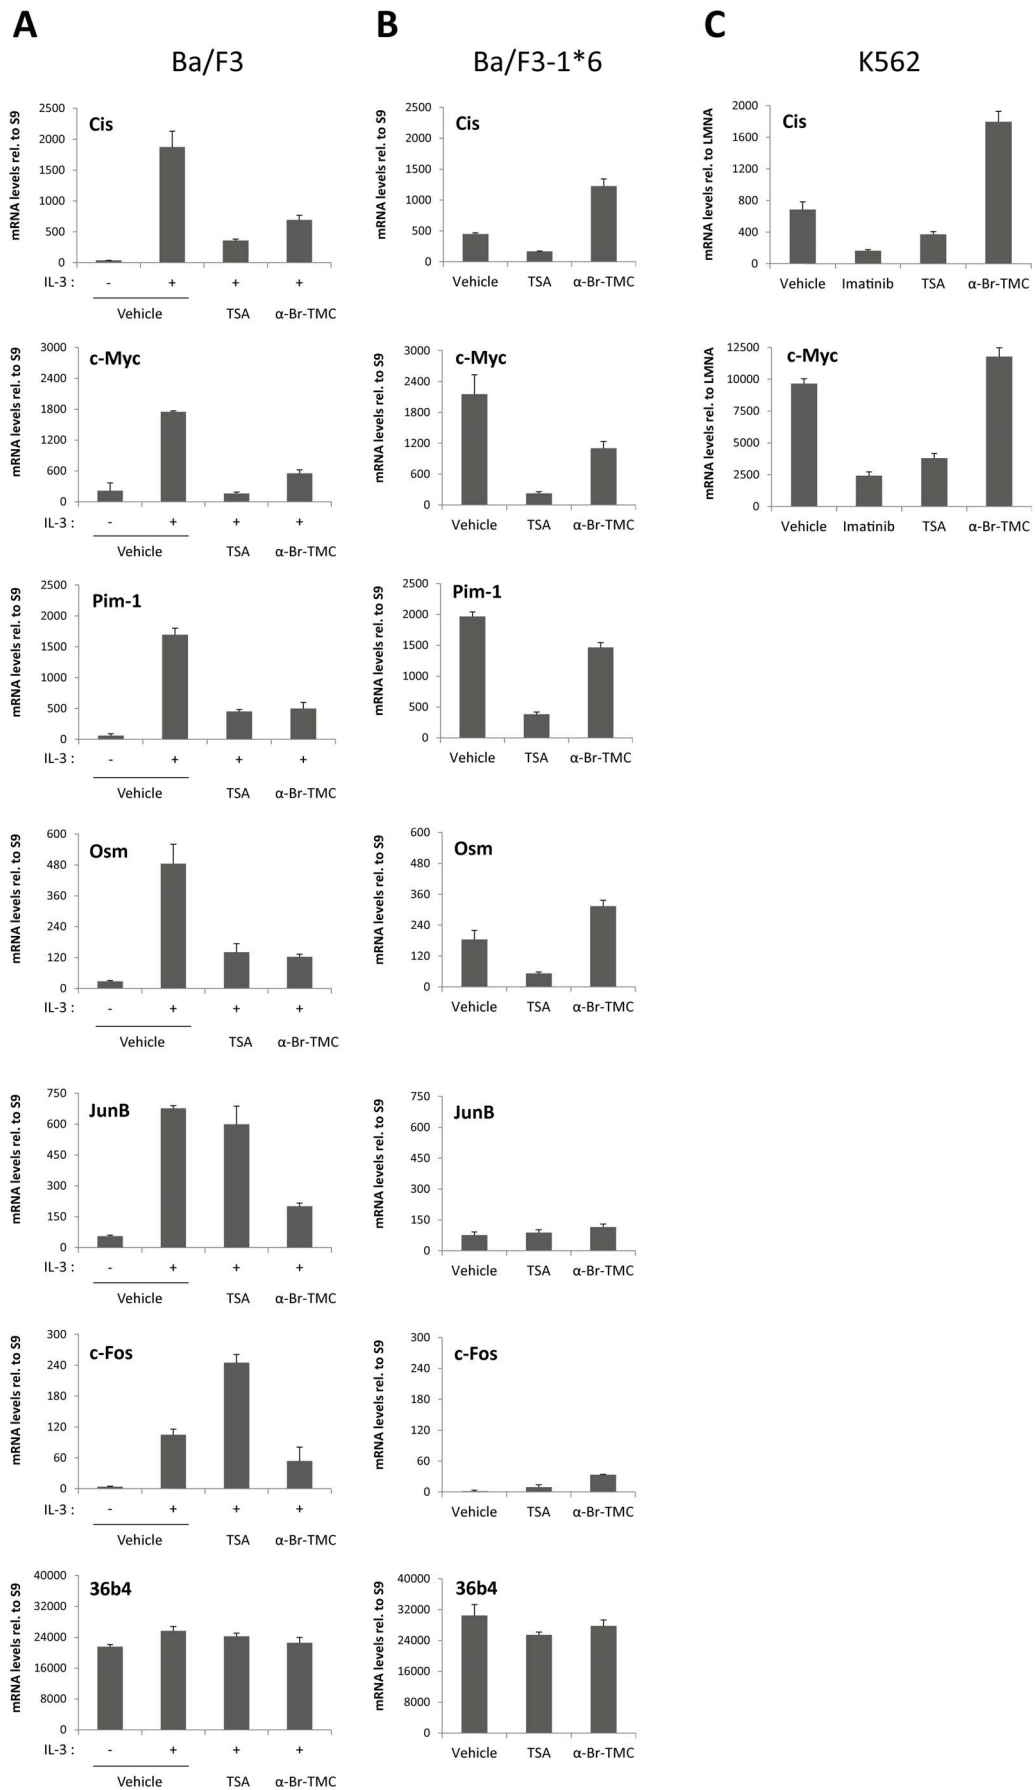 A
B
C
Ba/F3
Ba/F3-1*6
K562
mRNA levels rel. to S9
2500
2000
1500
1000
500
0
Cis
IL-3 : - + + +
Vehicle TSA α-Br-TMC
mRNA levels rel. to S9
2500
2000
1500
1000
500
0
Cis
Vehicle TSA α-Br-TMC
mRNA levels rel. to LMNA
2000
1600
1200
800
400
0
Cis
Vehicle Imatinib TSA α-Br-TMC
mRNA levels rel. to S9
3000
2400
1800
1200
600
0
c-Myc
IL-3 : - + + +
Vehicle TSA α-Br-TMC
mRNA levels rel. to S9
3000
2400
1800
1200
600
0
c-Myc
Vehicle TSA α-Br-TMC
mRNA levels rel. to LMNA
12500
10000
7500
5000
2500
0
c-Myc
Vehicle Imatinib TSA α-Br-TMC
mRNA levels rel. to S9
2500
2000
1500
1000
500
0
Pim-1
IL-3 : - + + +
Vehicle TSA α-Br-TMC
mRNA levels rel. to S9
2500
2000
1500
1000
500
0
Pim-1
Vehicle TSA α-Br-TMC
mRNA levels rel. to S9
600
480
360
240
120
0
Osm
IL-3 : - + + +
Vehicle TSA α-Br-TMC
mRNA levels rel. to S9
600
480
360
240
120
0
Osm
Vehicle TSA α-Br-TMC
mRNA levels rel. to S9
750
600
450
300
150
0
JunB
IL-3 : - + + +
Vehicle TSA α-Br-TMC
mRNA levels rel. to S9
750
600
450
300
150
0
JunB
Vehicle TSA α-Br-TMC
mRNA levels rel. to S9
300
240
180
120
60
0
c-Fos
IL-3 : - + + +
Vehicle TSA α-Br-TMC
mRNA levels rel. to S9
300
240
180
120
60
0
c-Fos
Vehicle TSA α-Br-TMC
mRNA levels rel. to S9
40000
32000
24000
16000
8000
0
36b4
IL-3 : - + + +
Vehicle TSA α-Br-TMC
mRNA levels rel. to S9
40000
32000
24000
16000
8000
0
36b4
Vehicle TSA α-Br-TMC